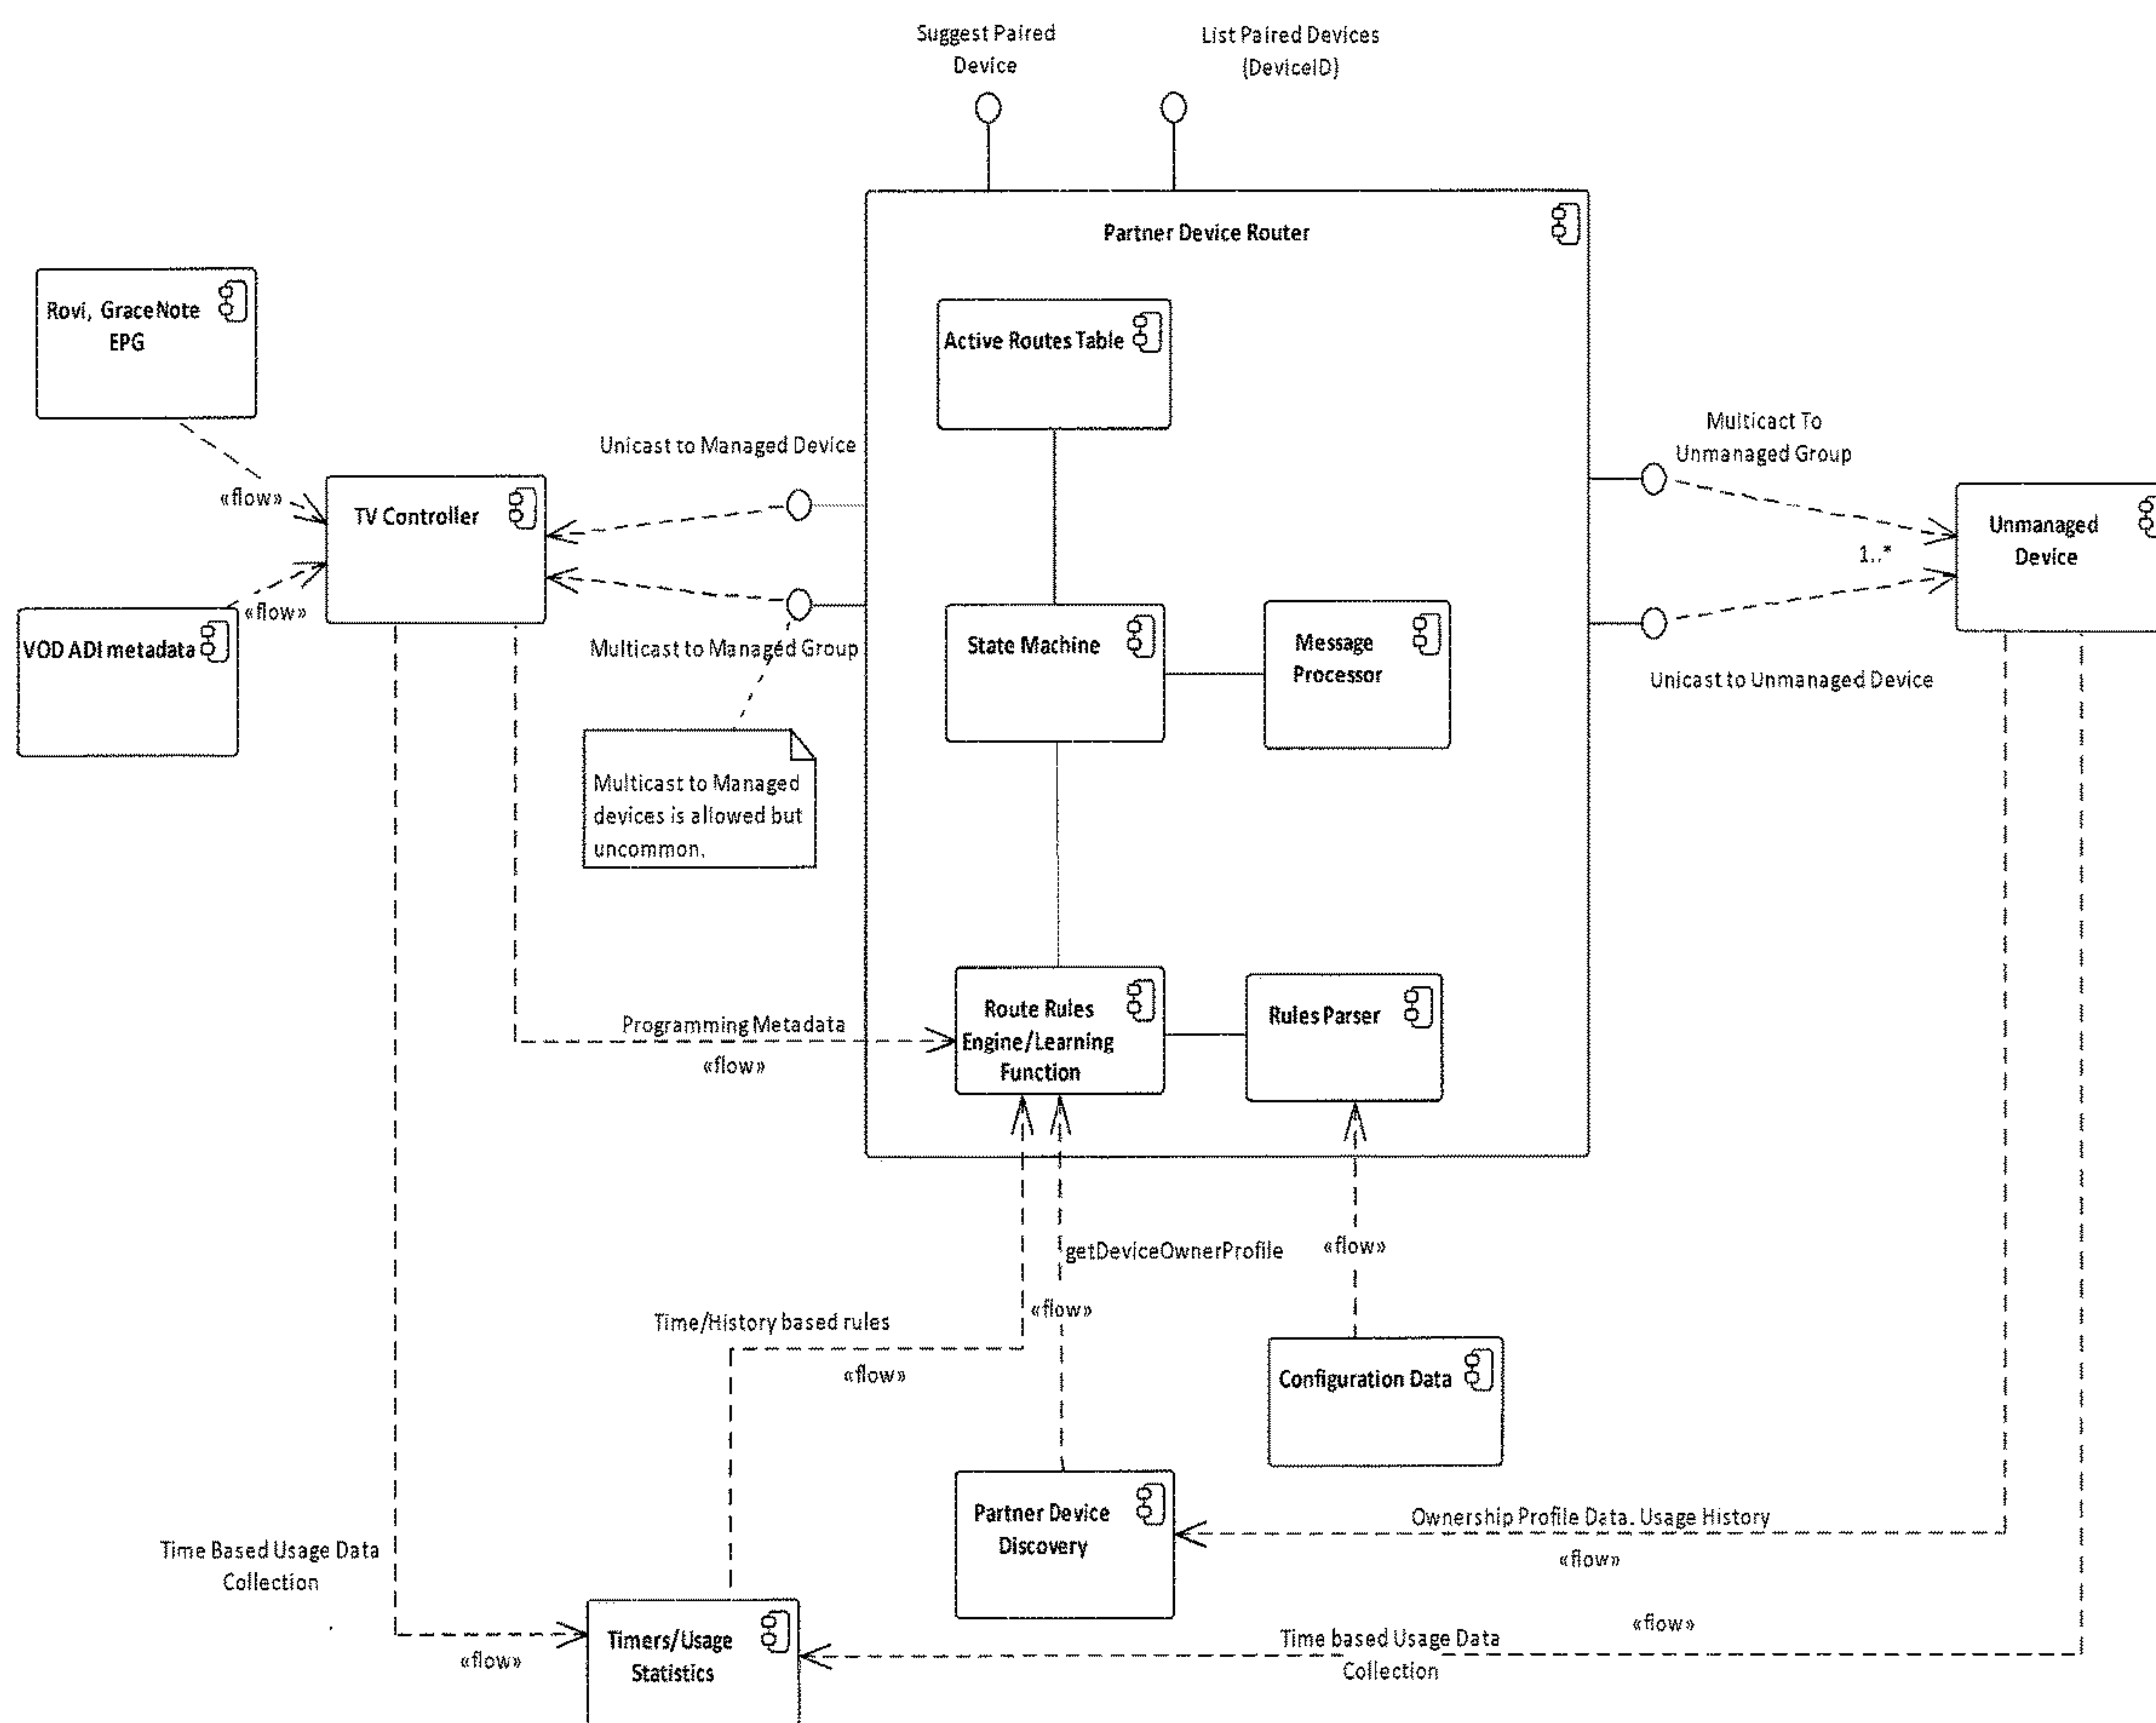 Suggest Paired
Device
List Paired Devices
(DeviceID)
Partner Device Router
Rovi, GraceNote
EPG
Active Routes Table
Unicast to Managed Device
Multicact To
Unmanaged Group
«flow»
TV Controller
Unmanaged
Device
1..*
«flow»
VOD ADI metadata
Multicast to Managed Group
State Machine
Message
Processor
Unicast to Unmanaged Device
Multicast to Managed
devices is allowed but
uncommon.
Programming Metadata
«flow»
Route Rules
Engine/Learning
Function
Rules Parser
getDeviceOwnerProfile
«flow»
«flow»
Time/History based rules
«flow»
Configuration Data
Partner Device
Discovery
Ownership Profile Data. Usage History
«flow»
Time Based Usage Data
Collection
«flow»
Timers/Usage
Statistics
«flow»
Time based Usage Data
Collection